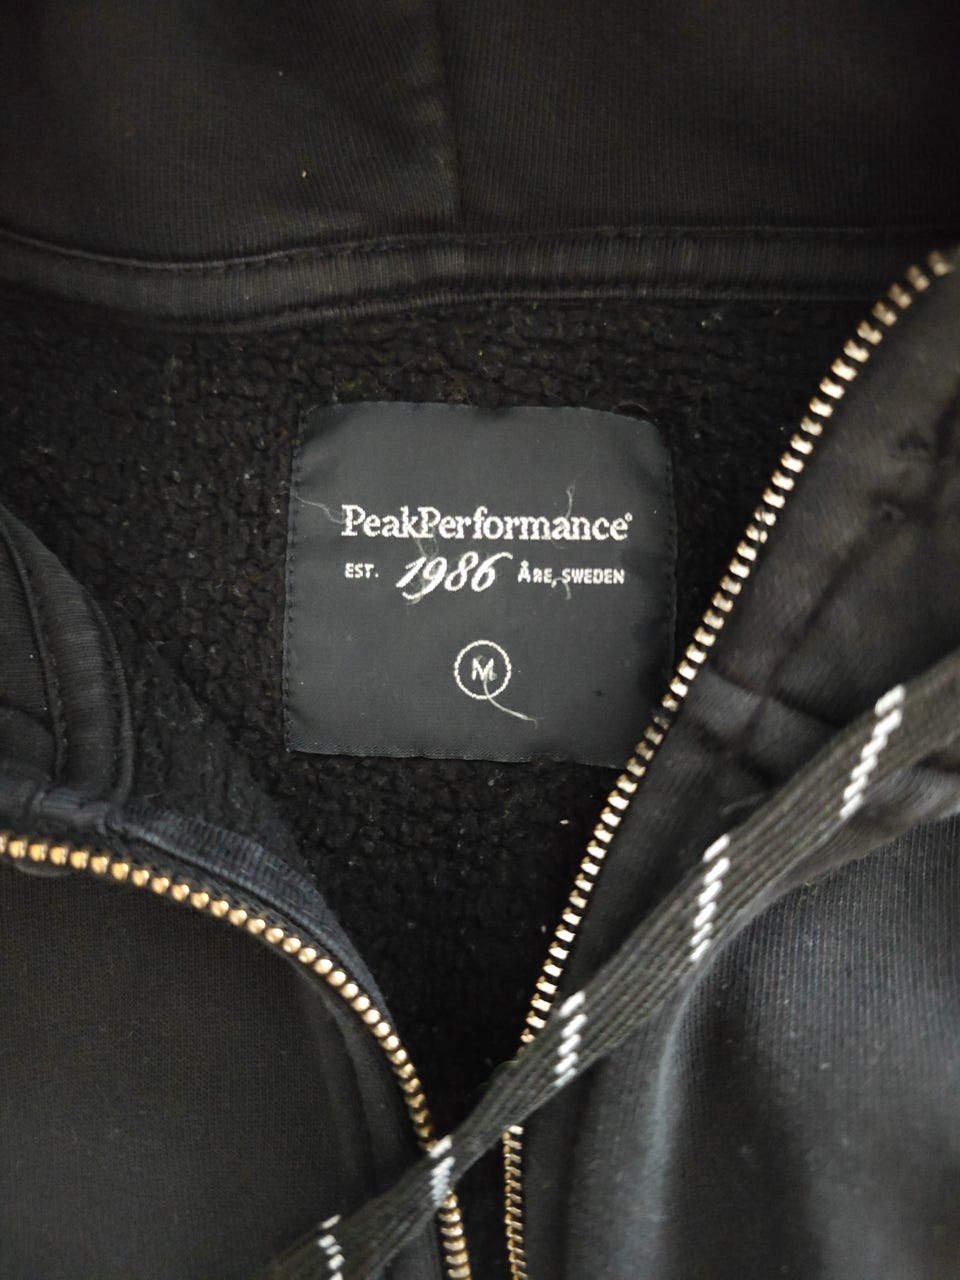 PeakPerformance®
EST. 1986 ÅRE, SWEDEN
M